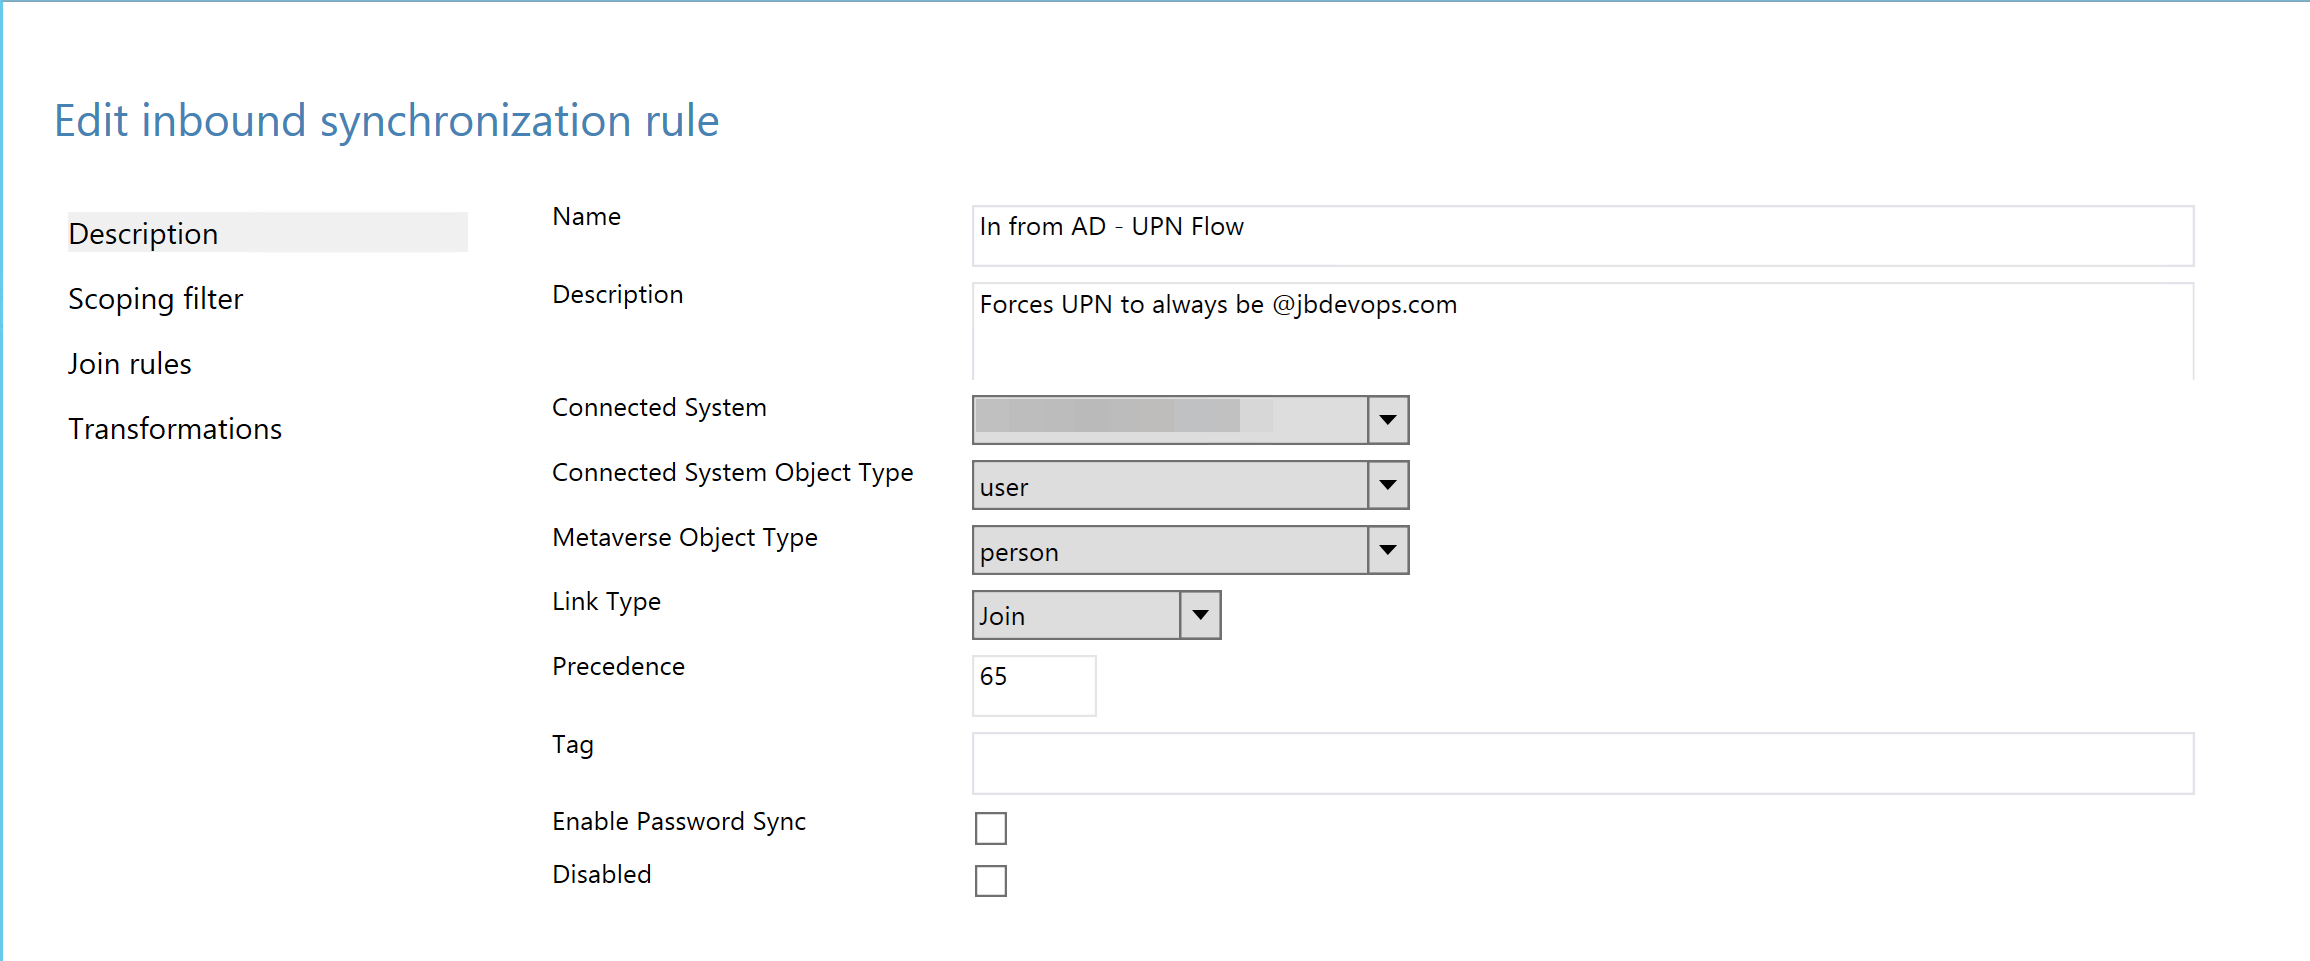 Edit inbound synchronization rule
Description
Scoping filter
Join rules
Transformations
Name
In from AD - UPN Flow
Description
Forces UPN to always be @jbdevops.com
Connected System
Connected System Object Type
user
Metaverse Object Type
person
Link Type
Join
Precedence
65
Tag
Enable Password Sync
Disabled